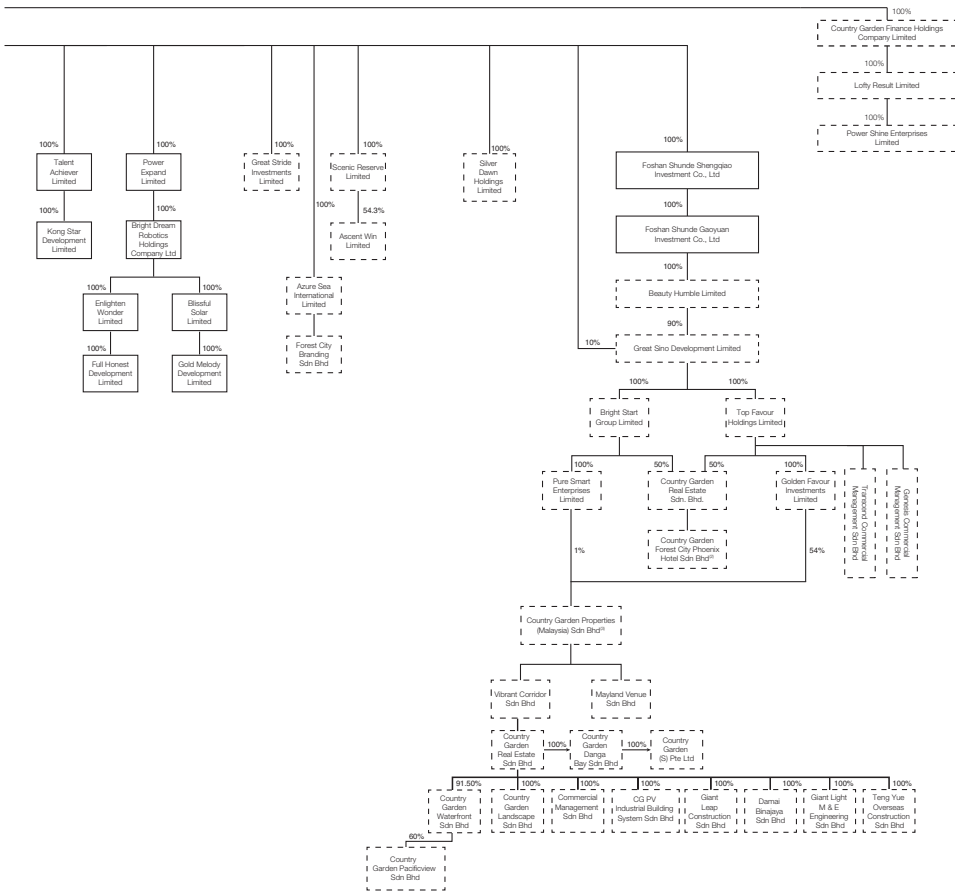 100%
Country Garden Finance Holdings
Company Limited
100%
Lofty Result Limited
100%
Power Shine Enterprises
Limited
100%
Talent
Achiever
Limited
100%
Kong Star
Development
Limited
100%
Power
Expand
Limited
100%
Bright Dream
Robotics
Holdings
Company Ltd
100%
Enlighten
Wonder
Limited
100%
Full Honest
Development
Limited
100%
Blissful
Solar
Limited
100%
Gold Melody
Development
Limited
100%
Great Stride
Investments
Limited
100%
Azure Sea
International
Limited
Forest City
Branding
Sdn Bhd
100%
Scenic Reserve
Limited
54.3%
Ascent Win
Limited
100%
Silver
Dawn
Holdings
Limited
100%
Foshan Shunde Shengqiao
Investment Co., Ltd
100%
Foshan Shunde Gaoyuan
Investment Co., Ltd
100%
Beauty Humble Limited
90%
10%
Great Sino Development Limited
100%
100%
Bright Start
Group Limited
Top Favour
Holdings Limited
100%
50%
50%
100%
Pure Smart
Enterprises
Limited
Country Garden
Real Estate
Sdn. Bhd.
Golden Favour
Investments
Limited
Transcend Commercial
Management Sdn Bhd
Genesis Commercial
Management Sdn Bhd
Country Garden
Forest City Phoenix
Hotel Sdn Bhd⁽²⁾
1%
54%
Country Garden Properties
(Malaysia) Sdn Bhd⁽³⁾
Vibrant Corridor
Sdn Bhd
Mayland Venue
Sdn Bhd
Country
Garden
Real Estate
Sdn Bhd
100%
Country
Garden
Danga
Bay Sdn Bhd
100%
Country
Garden
(S) Pte Ltd
91.50%
Country
Garden
Waterfront
Sdn Bhd
100%
Country
Garden
Landscape
Sdn Bhd
100%
Commercial
Management
Sdn Bhd
100%
CG PV
Industrial Building
System Sdn Bhd
100%
Giant
Leap
Construction
Sdn Bhd
100%
Damai
Binajaya
Sdn Bhd
100%
Giant Light
M & E
Engineering
Sdn Bhd
100%
Teng Yue
Overseas
Construction
Sdn Bhd
60%
Country
Garden Pacificview
Sdn Bhd